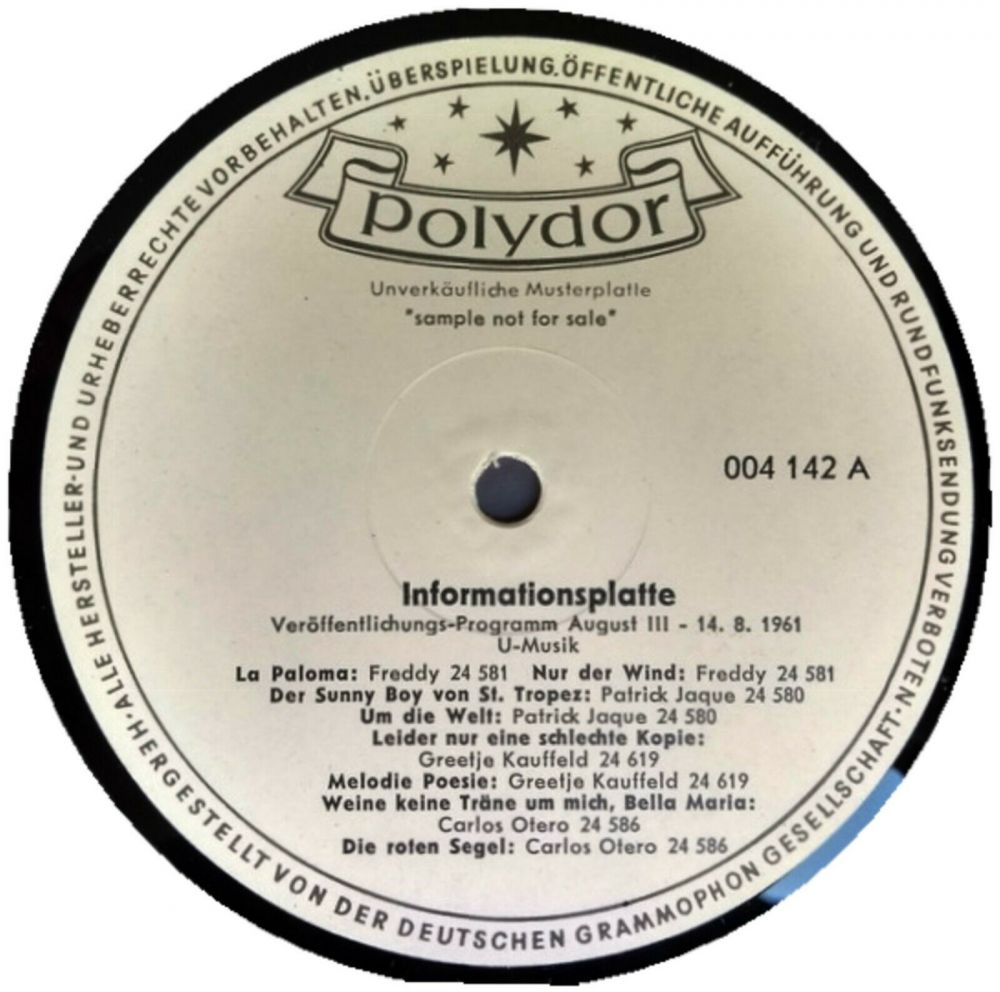 polydor
Unverkäufliche Musterplatte
"sample not for sale"
004 142 A
Informationsplatte
Veröffentlichungs-Programm August III - 14. 8. 1961
U-Musik
La Paloma: Freddy 24 581 Nur der Wind: Freddy 24 581
Der Sunny Boy von St. Tropez: Patrick Jaque 24 580
Um die Welt: Patrick Jaque 24 580
Leider nur eine schlechte Kopie:
Greetje Kauffeld 24 619
Melodie Poesie: Greetje Kauffeld 24 619
Weine keine Träne um mich, Bella Maria:
Carlos Otero 24 586
Die roten Segel: Carlos Otero 24 586
·ALLE HERSTELLER-UND URHEBERRECHTE VORBEHALTEN.ÜBERSPIELUNG.ÖFFENTLICHE AUFFÜHRUNG UND RUNDFUNKSENDUNG VERBOTEN·
HERGESTELLT VON DER DEUTSCHEN GRAMMOPHON GESELLSCHAFT·